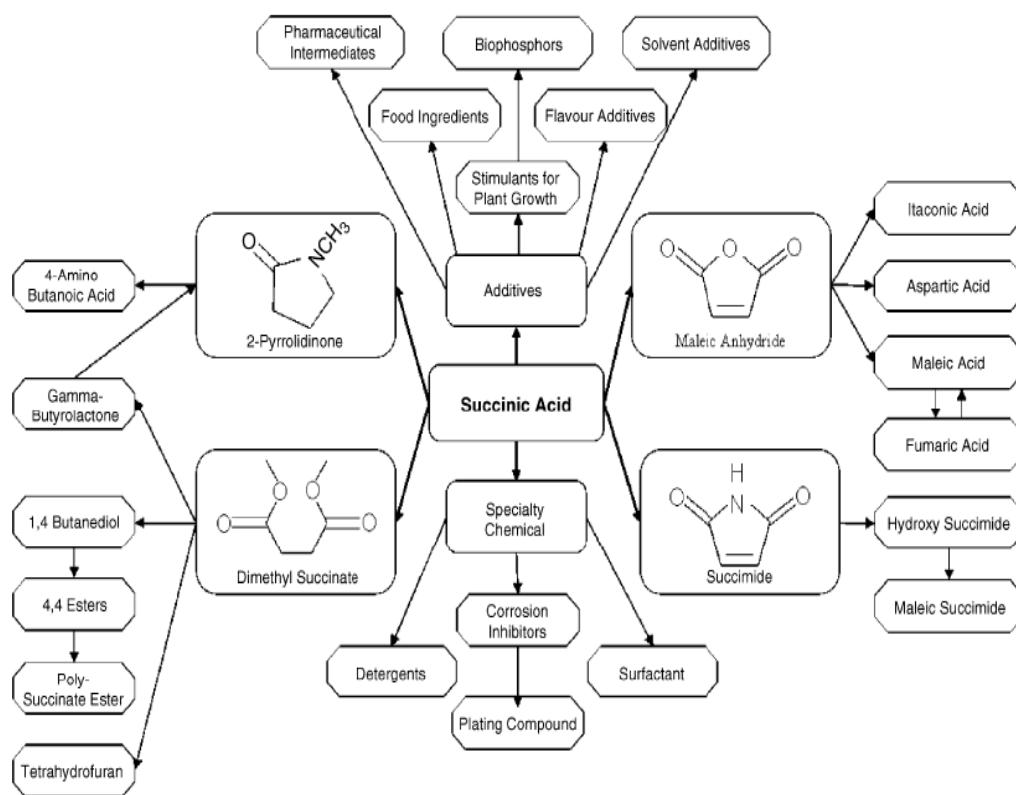 Pharmaceutical
Intermediates
Biophosphors
Solvent Additives
Food Ingredients
Flavour Additives
Stimulants for
Plant Growth
Itaconic Acid
4-Amino
Butanoic Acid
O
NCH3
2-Pyrrolidinone
Additives
O
O
O
Maleic Anhydride
Aspartic Acid
Maleic Acid
Gamma-
Butyrolactone
Succinic Acid
Fumaric Acid
1,4 Butanediol
O
O
O
O
Dimethyl Succinate
Specialty
Chemical
H
N
O
O
Succimide
Hydroxy Succimide
4,4 Esters
Corrosion
Inhibitors
Maleic Succimide
Poly-
Succinate Ester
Detergents
Surfactant
Plating Compound
Tetrahydrofuran